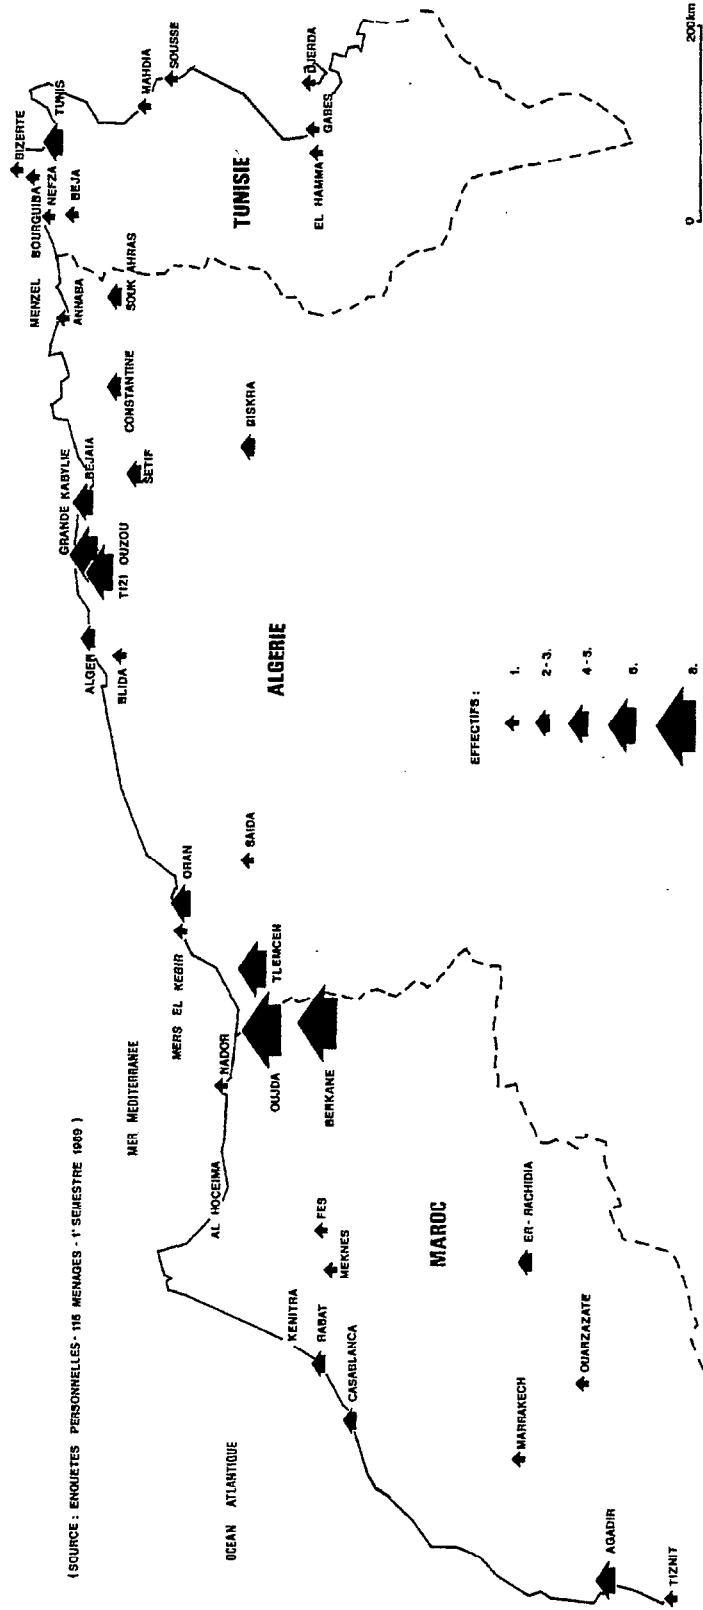 (SOURCE : ENQUETES PERSONNELLES - 115 MENAGES - 1° SEMESTRE 1989 )
MER MEDITERRANEE
OCEAN ATLANTIQUE
MAROC
ALGERIE
TUNISIE
TIZNIT
AGADIR
MARRAKECH
OUARZAZATE
ER - RACHIDIA
CASABLANCA
RABAT
KENITRA
MEKNES
FES
AL HOCEIMA
NADOR
OUJDA
BERKANE
TLEMCEN
MERS EL KEBIR
ORAN
SAIDA
BLIDA
ALGER
TIZI OUZOU
GRANDE KABYLIE
BEJAIA
SETIF
BISKRA
CONSTANTINE
SOUK AHRAS
ANNABA
MENZEL BOURGUIBA
NEFZA
BEJA
BIZERTE
TUNIS
MAHDIA
SOUSSE
EL HAMMA
GABES
DJERDA
EFFECTIFS :
1.
2 - 3.
4 - 5.
6.
8.
0 200km